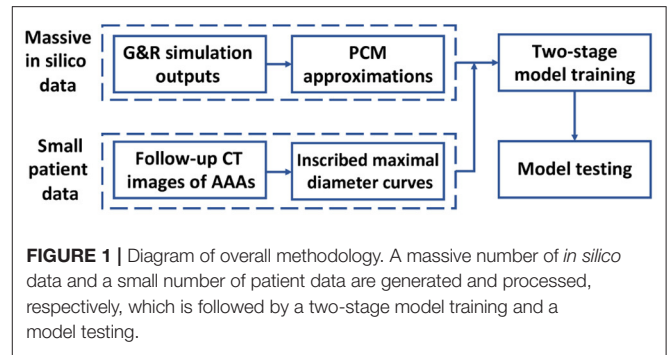 Massive
in silico
data
G&R simulation
outputs
PCM
approximations
Two-stage
model training
Small
patient
data
Follow-up CT
images of AAAs
Inscribed maximal
diameter curves
Model testing
FIGURE 1 | Diagram of overall methodology. A massive number of in silico
data and a small number of patient data are generated and processed,
respectively, which is followed by a two-stage model training and a
model testing.